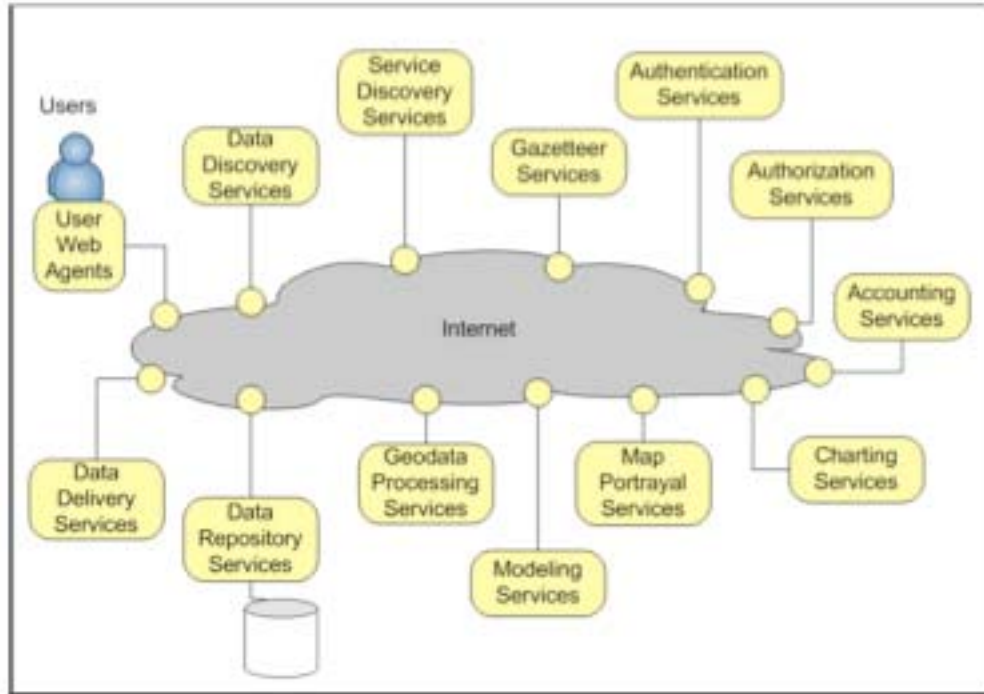 Users
User
Web
Agents
Data
Discovery
Services
Service
Discovery
Services
Gazetteer
Services
Authentication
Services
Authorization
Services
Accounting
Services
Internet
Data
Delivery
Services
Data
Repository
Services
Geodata
Processing
Services
Modeling
Services
Map
Portrayal
Services
Charting
Services